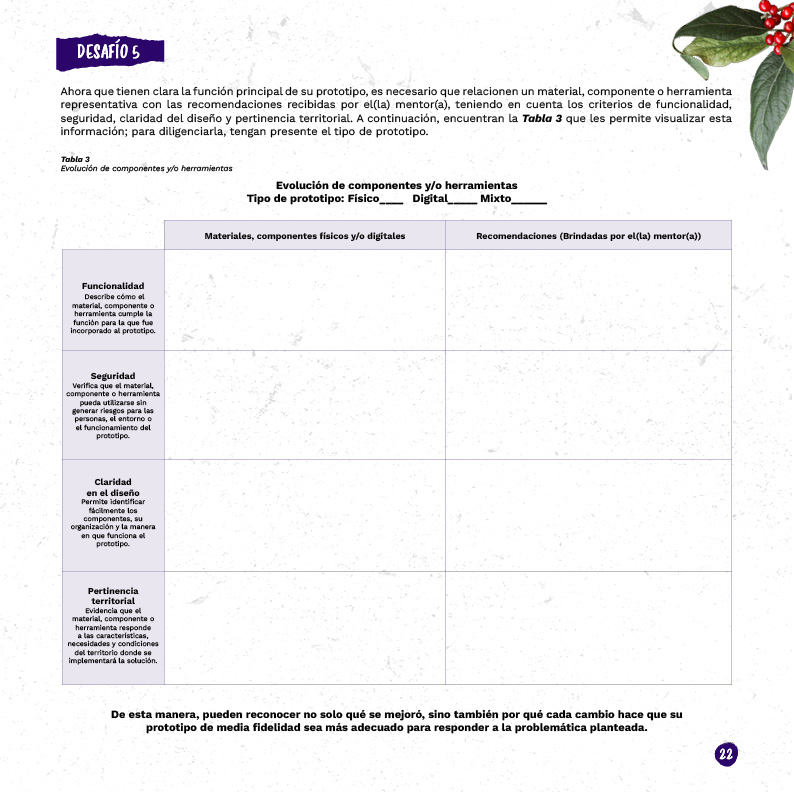 DESAFÍO 5
Ahora que tienen clara la función principal de su prototipo, es necesario que relacionen un material, componente o herramienta
representativa con las recomendaciones recibidas por el(la) mentor(a), teniendo en cuenta los criterios de funcionalidad,
seguridad, claridad del diseño y pertinencia territorial. A continuación, encuentran la Tabla 3 que les permite visualizar esta
información; para diligenciarla, tengan presente el tipo de prototipo.
Tabla 3
Evolución de componentes y/o herramientas
Evolución de componentes y/o herramientas
Tipo de prototipo: Físico____ Digital_____ Mixto______
Materiales, componentes físicos y/o digitales
Recomendaciones (Brindadas por el(la) mentor(a))
Funcionalidad
Describe cómo el
material, componente o
herramienta cumple la
función para la que fue
incorporado al prototipo.
Seguridad
Verifica que el material,
componente o herramienta
pueda utilizarse sin
generar riesgos para las
personas, el entorno o
el funcionamiento del
prototipo.
Claridad
en el diseño
Permite identificar
fácilmente los
componentes, su
organización y la manera
en que funciona el
prototipo.
Pertinencia
territorial
Evidencia que el
material, componente o
herramienta responde
a las características,
necesidades y condiciones
del territorio donde se
implementará la solución.
De esta manera, pueden reconocer no solo qué se mejoró, sino también por qué cada cambio hace que su
prototipo de media fidelidad sea más adecuado para responder a la problemática planteada.
22